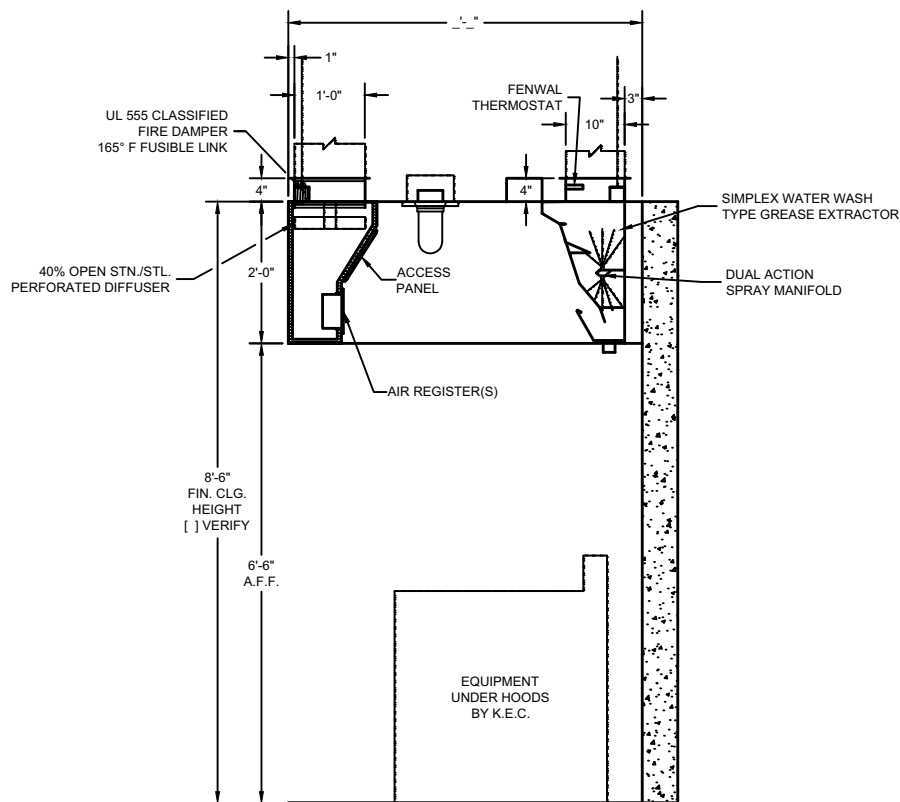 _'-_"
1"
1'-0"
FENWAL
THERMOSTAT
3"
10"
UL 555 CLASSIFIED
FIRE DAMPER
165° F FUSIBLE LINK
4"
4"
SIMPLEX WATER WASH
TYPE GREASE EXTRACTOR
40% OPEN STN./STL.
PERFORATED DIFFUSER
2'-0"
ACCESS
PANEL
DUAL ACTION
SPRAY MANIFOLD
AIR REGISTER(S)
8'-6"
FIN. CLG.
HEIGHT
[ ] VERIFY
6'-6"
A.F.F.
EQUIPMENT
UNDER HOODS
BY K.E.C.